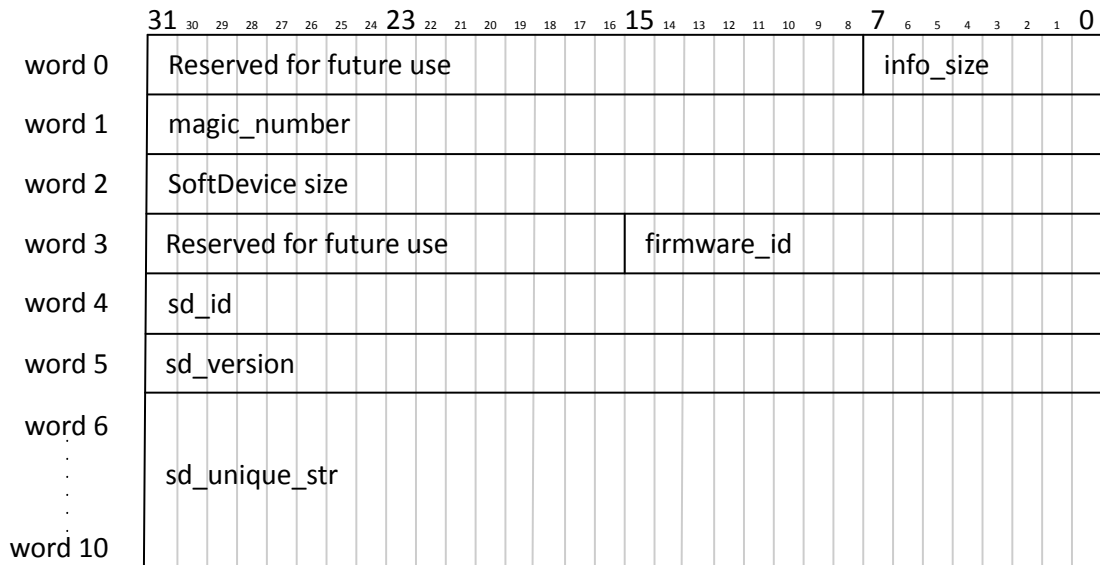 31 30 29 28 27 26 25 24 23 22 21 20 19 18 17 16 15 14 13 12 11 10 9 8 7 6 5 4 3 2 1 0
word 0 Reserved for future use info_size
word 1 magic_number
word 2 SoftDevice size
word 3 Reserved for future use firmware_id
word 4 sd_id
word 5 sd_version
word 6
sd_unique_str
word 10